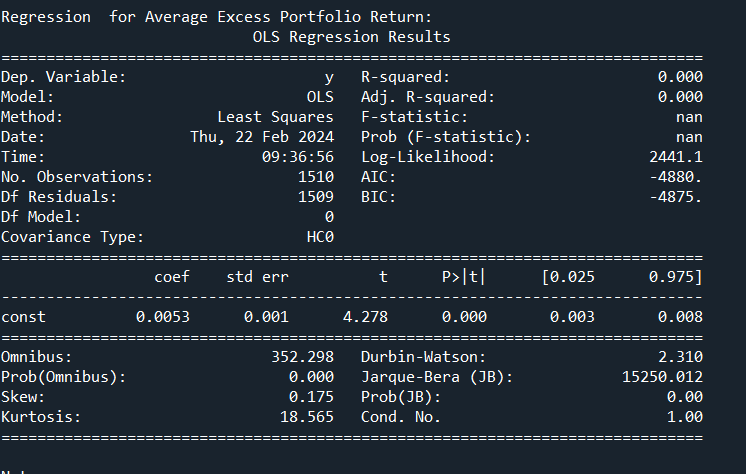 Regression  for Average Excess Portfolio Return:
                            OLS Regression Results
==============================================================================
Dep. Variable:                      y   R-squared:                       0.000
Model:                            OLS   Adj. R-squared:                  0.000
Method:                 Least Squares   F-statistic:                       nan
Date:                Thu, 22 Feb 2024   Prob (F-statistic):                nan
Time:                        09:36:56   Log-Likelihood:                 2441.1
No. Observations:                1510   AIC:                            -4880.
Df Residuals:                    1509   BIC:                            -4875.
Df Model:                           0
Covariance Type:                  HC0
==============================================================================
                 coef    std err          t      P>|t|      [0.025      0.975]
------------------------------------------------------------------------------
const          0.0053      0.001      4.278      0.000       0.003       0.008
==============================================================================
Omnibus:                      352.298   Durbin-Watson:                   2.310
Prob(Omnibus):                  0.000   Jarque-Bera (JB):            15250.012
Skew:                           0.175   Prob(JB):                         0.00
Kurtosis:                      18.565   Cond. No.                         1.00
==============================================================================